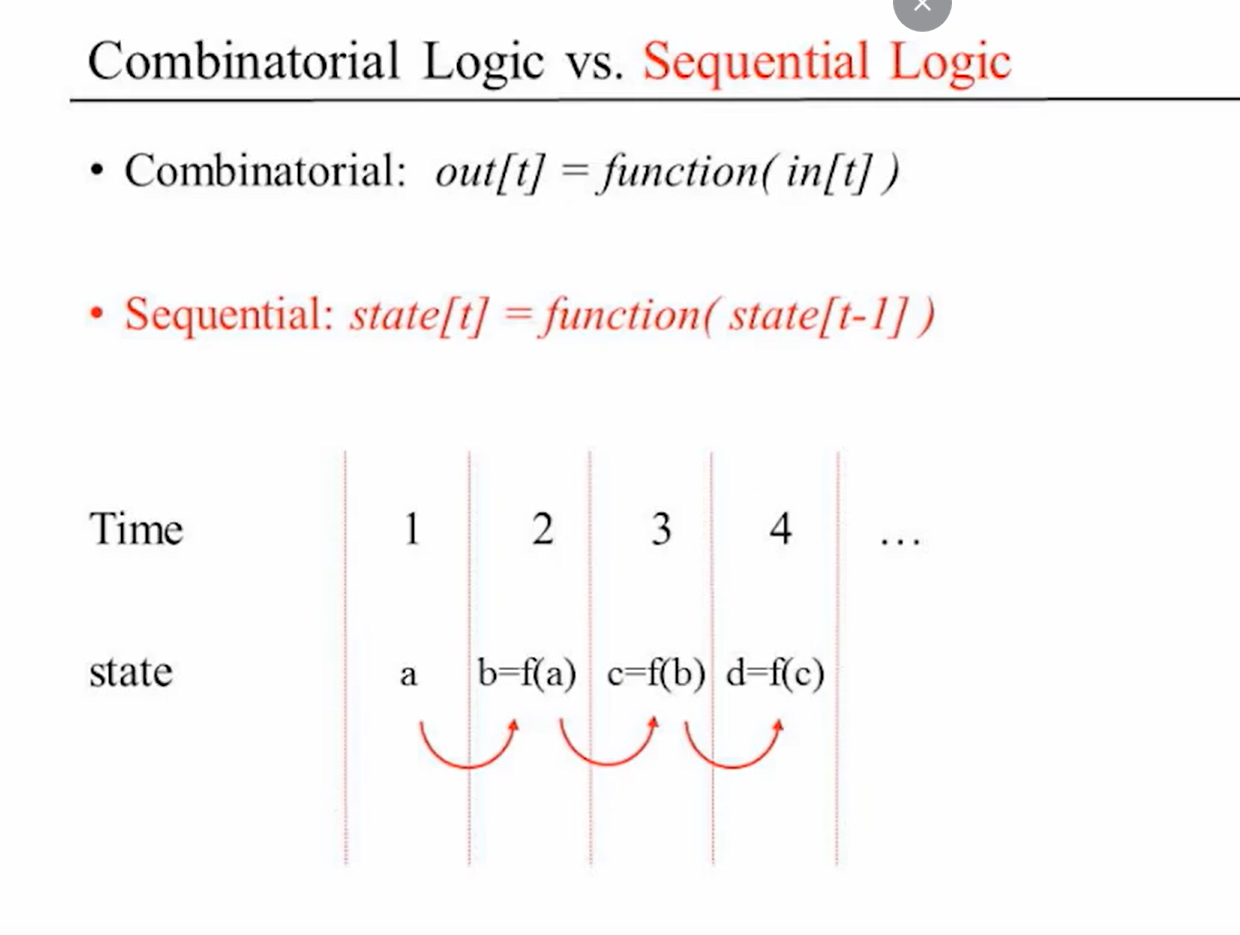 Combinatorial Logic vs. Sequential Logic
• Combinatorial: out[t] = function( in[t] )
• Sequential: state[t] = function( state[t-1] )
Time 1 2 3 4 ...
state a b=f(a) c=f(b) d=f(c)